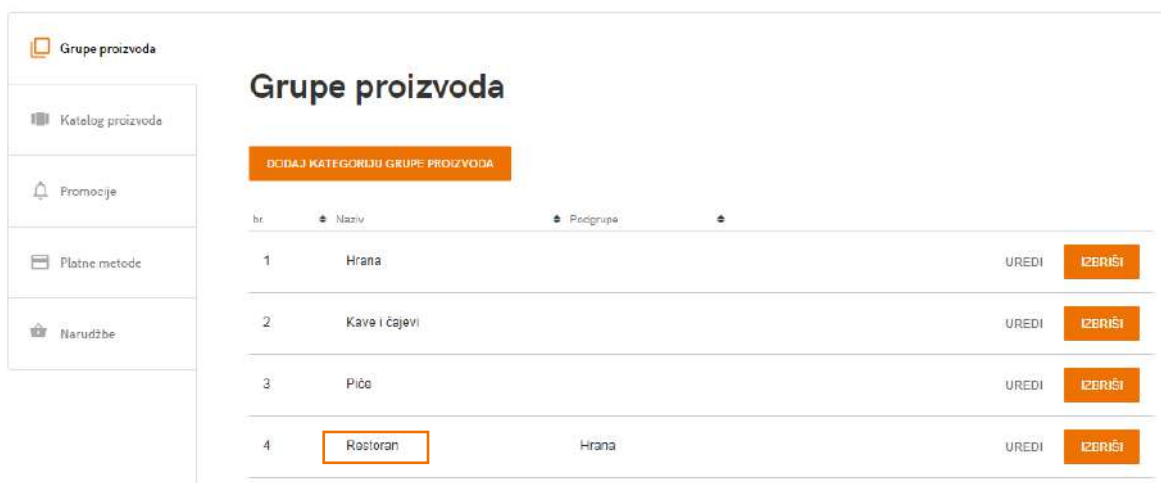 Grupe proizvoda
Katalog proizvoda
Promocije
Platne metode
Narudžbe
Grupe proizvoda
DODAJ KATEGORIJU GRUPE PROIZVODA
br. Naziv Podgrupe
1 Hrana UREDI IZBRIŠI
2 Kave i čajevi UREDI IZBRIŠI
3 Piće UREDI IZBRIŠI
4 Restoran Hrana UREDI IZBRIŠI